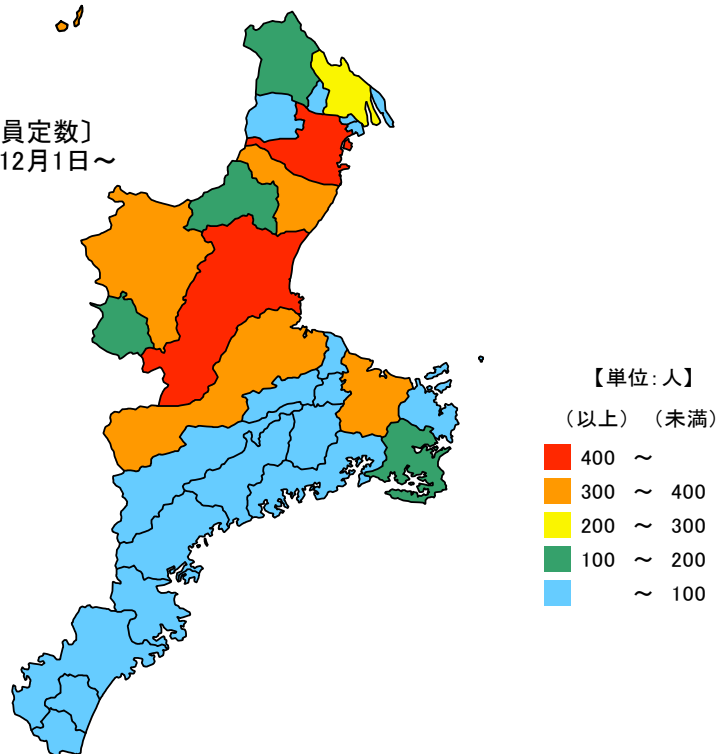 員定数〕
12月1日～
【単位：人】
（以上）（未満）
400 ～
300 ～ 400
200 ～ 300
100 ～ 200
～ 100